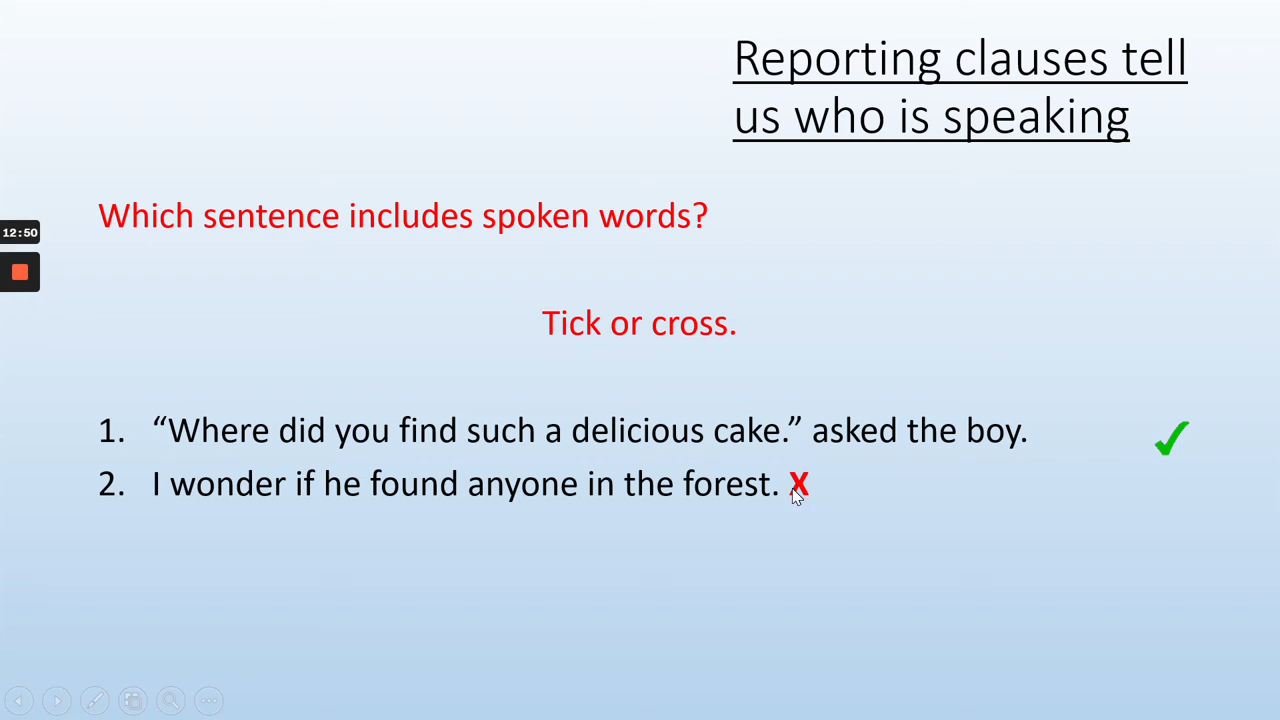 Reporting clauses tell
us who is speaking
Which sentence includes spoken words?
12:50
Tick or cross.
1. “Where did you find such a delicious cake.” asked the boy. ✓
2. I wonder if he found anyone in the forest. X